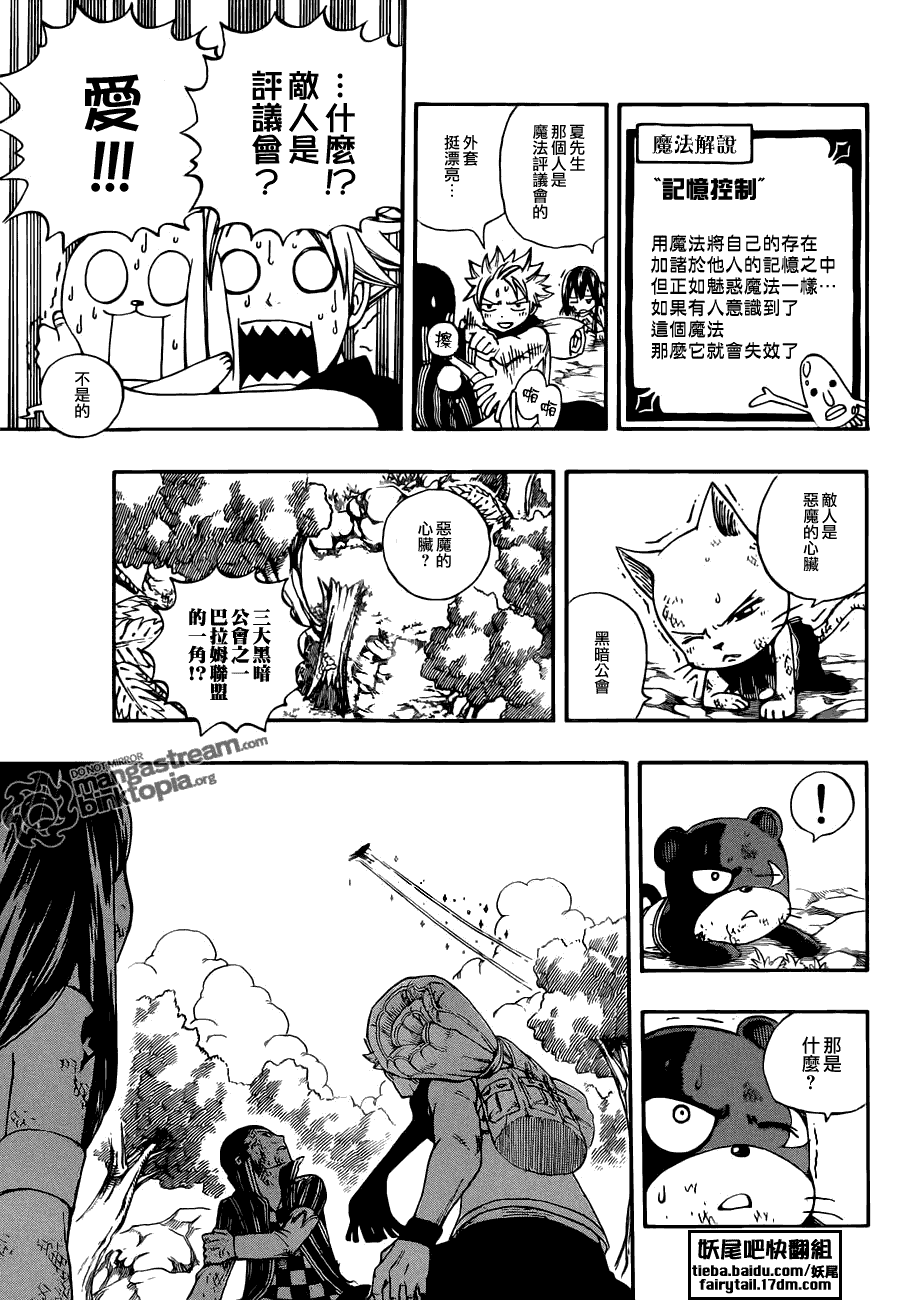 魔法解說
"記憶控制"
用魔法將自己的存在
加諸於他人的記憶之中
但正如魅惑魔法一樣…
如果有人意識到了
這個魔法
那麼它就會失效了
夏先生
那個人是
魔法評議會的
外套
挺漂亮…
擦
啪啪
…什麼!?
敵人是
評議會?
愛!!!
不是的
敵人是
惡魔的
心臟
黑暗公會
惡魔的
心臟?
三大黑暗
公會之一
巴拉姆聯盟
的一角!?
!
那是
什麼?
DO NOT MIRROR
mangastream.com
binktopia.org
妖尾吧快翻組
tieba.baidu.com/妖尾
fairytail.17dm.com